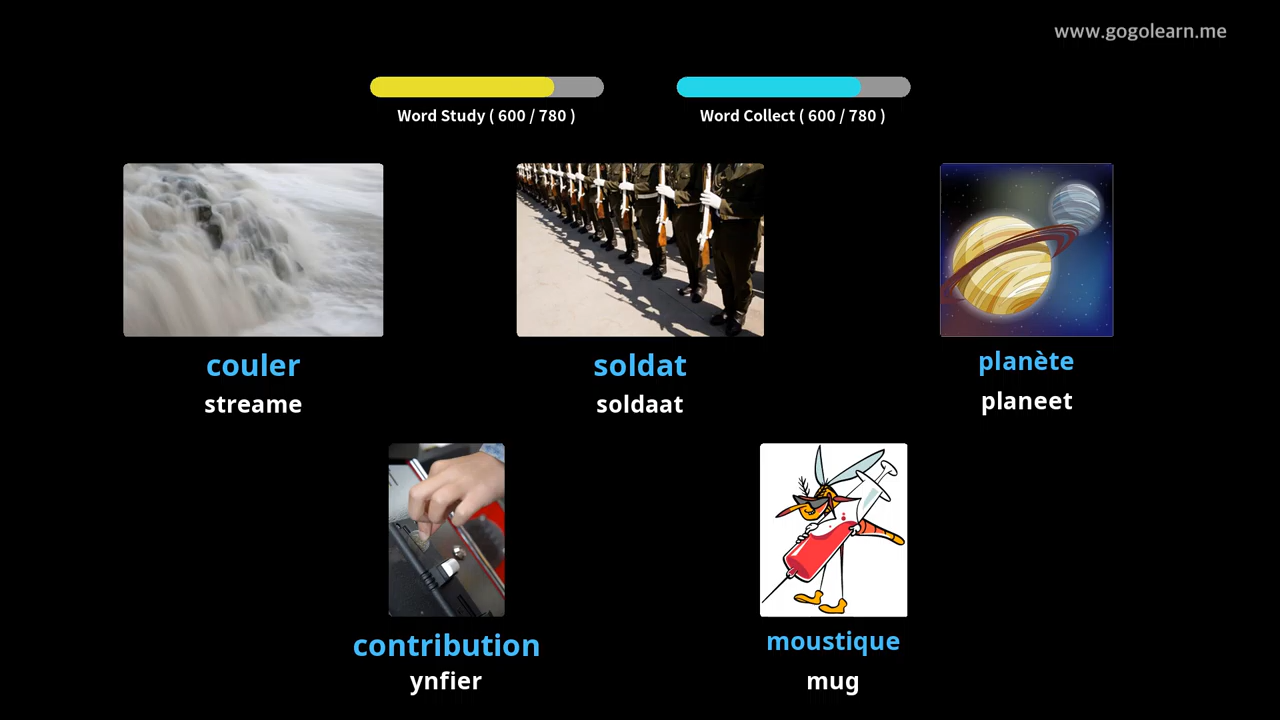 www.gogolearn.me
Word Study ( 600 / 780 )
Word Collect ( 600 / 780 )
couler
streame
soldat
soldaat
planète
planeet
contribution
ynfier
moustique
mug